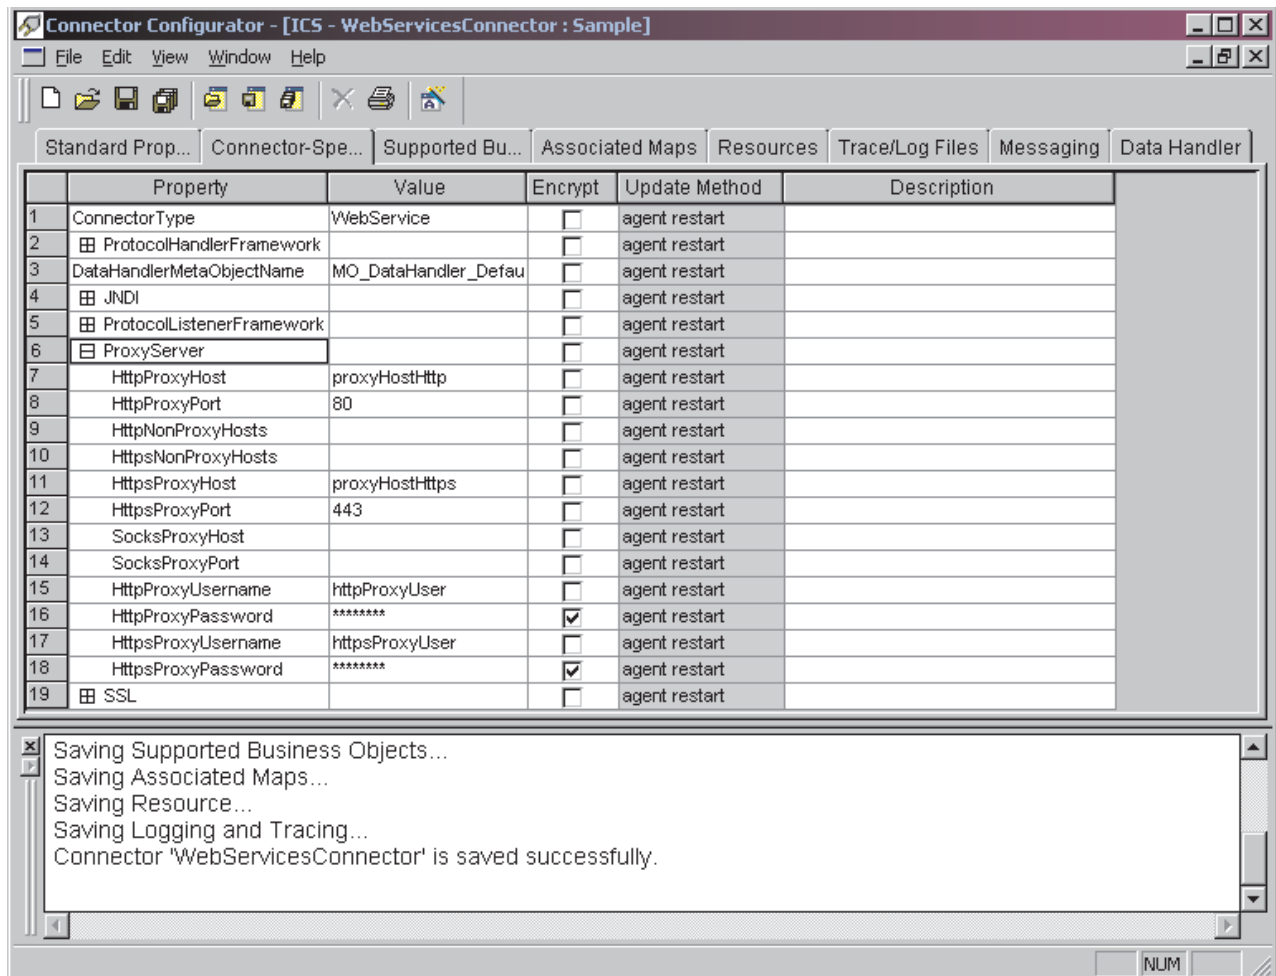 Connector Configurator - [ICS - WebServicesConnector : Sample]
File Edit View Window Help
Standard Prop... Connector-Spe... Supported Bu... Associated Maps Resources Trace/Log Files Messaging Data Handler
Property Value Encrypt Update Method Description
1 ConnectorType WebService agent restart
2 ProtocolHandlerFramework agent restart
3 DataHandlerMetaObjectName MO_DataHandler_Defau agent restart
4 JNDI agent restart
5 ProtocolListenerFramework agent restart
6 ProxyServer agent restart
7 HttpProxyHost proxyHostHttp agent restart
8 HttpProxyPort 80 agent restart
9 HttpNonProxyHosts agent restart
10 HttpsNonProxyHosts agent restart
11 HttpsProxyHost proxyHostHttps agent restart
12 HttpsProxyPort 443 agent restart
13 SocksProxyHost agent restart
14 SocksProxyPort agent restart
15 HttpProxyUsername httpProxyUser agent restart
16 HttpProxyPassword ******** agent restart
17 HttpsProxyUsername httpsProxyUser agent restart
18 HttpsProxyPassword ******** agent restart
19 SSL agent restart
Saving Supported Business Objects...
Saving Associated Maps...
Saving Resource...
Saving Logging and Tracing...
Connector 'WebServicesConnector' is saved successfully.
NUM